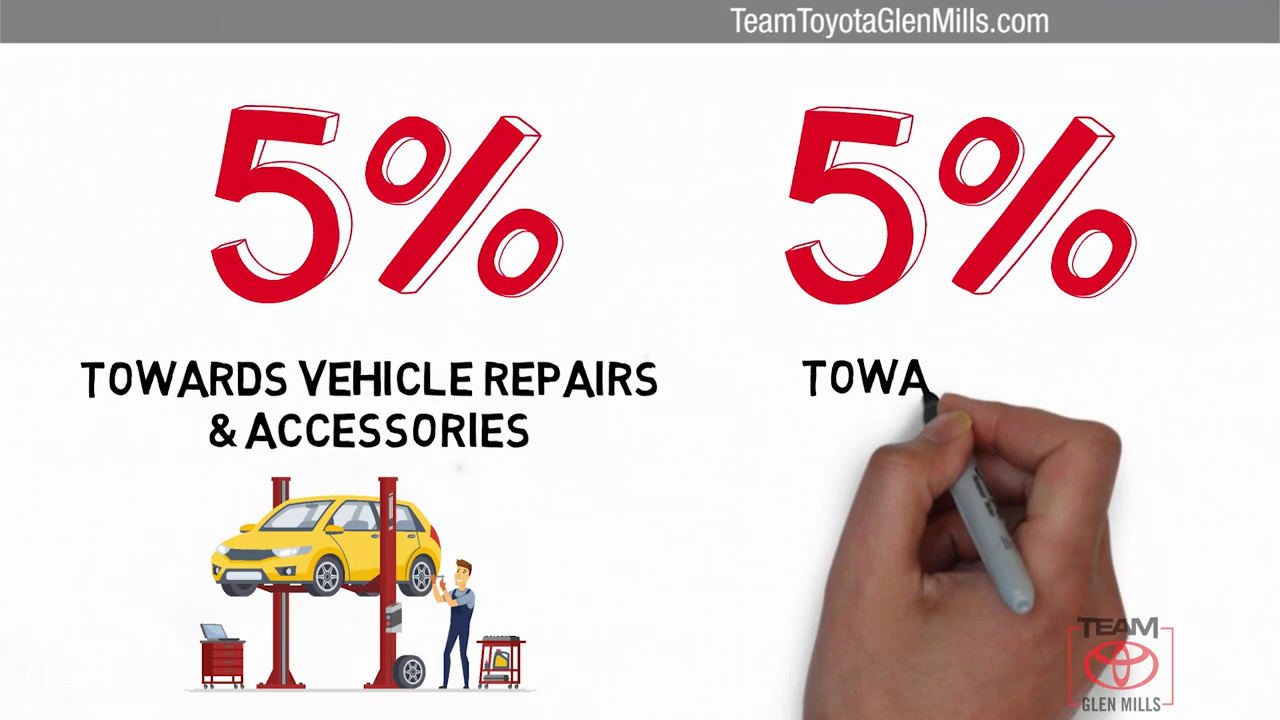 TeamToyotaGlenMills.com
5% 5%
TOWARDS VEHICLE REPAIRS
& ACCESSORIES
TOWA
TEAM
GLEN MILLS